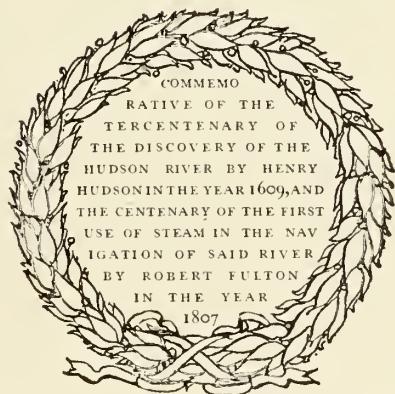 COMMEMO
RATIVE OF THE
TERCENTENARY OF
THE DISCOVERY OF THE
HUDSON RIVER BY HENRY
HUDSON IN THE YEAR 1609, AND
THE CENTENARY OF THE FIRST
USE OF STEAM IN THE NAV
IGATION OF SAID RIVER
BY ROBERT FULTON
IN THE YEAR
1807